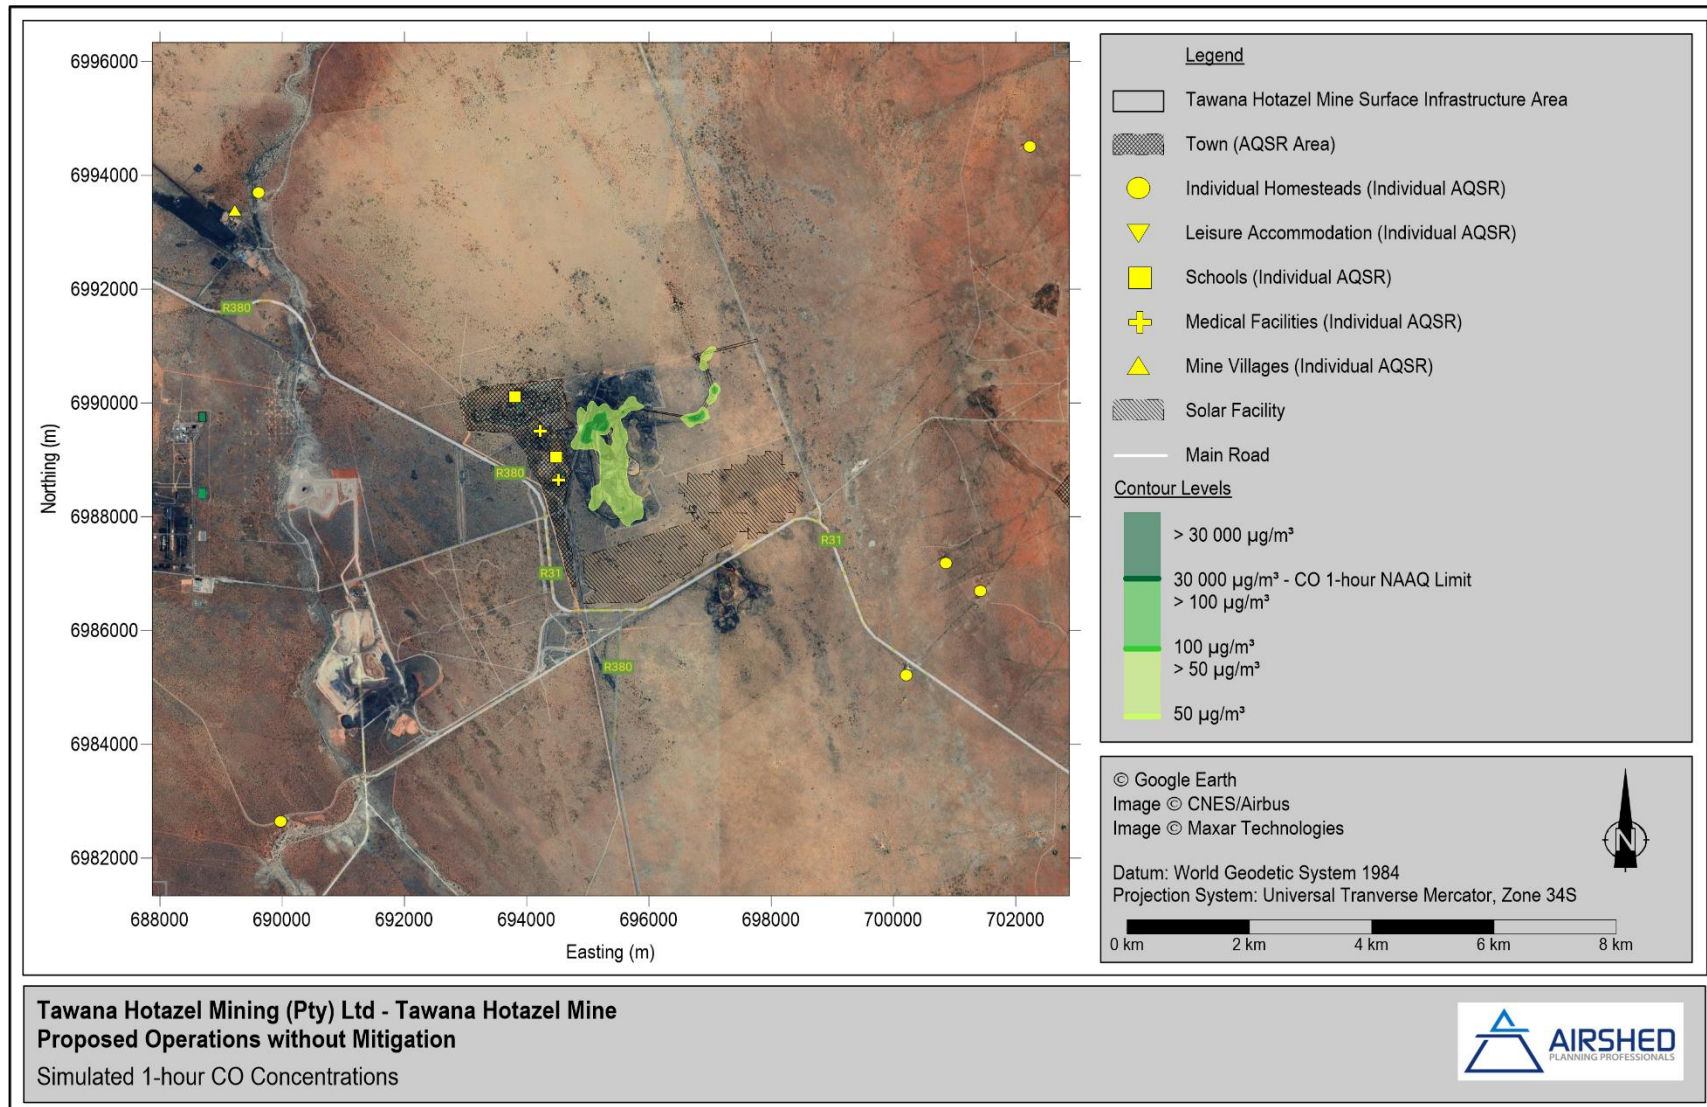 6996000
6994000
6992000
6990000
6988000
6986000
6984000
6982000
Northing (m)
688000
690000
692000
694000
696000
698000
700000
702000
Easting (m)
R380
R380
R31
R31
R380
Legend
Tawana Hotazel Mine Surface Infrastructure Area
Town (AQSR Area)
Individual Homesteads (Individual AQSR)
Leisure Accommodation (Individual AQSR)
Schools (Individual AQSR)
Medical Facilities (Individual AQSR)
Mine Villages (Individual AQSR)
Solar Facility
Main Road
Contour Levels
> 30 000 µg/m³
30 000 µg/m³ - CO 1-hour NAAQ Limit
> 100 µg/m³
100 µg/m³
> 50 µg/m³
50 µg/m³
© Google Earth
Image © CNES/Airbus
Image © Maxar Technologies
N
Datum: World Geodetic System 1984
Projection System: Universal Tranverse Mercator, Zone 34S
0 km
2 km
4 km
6 km
8 km
Tawana Hotazel Mining (Pty) Ltd - Tawana Hotazel Mine
Proposed Operations without Mitigation
Simulated 1-hour CO Concentrations
AIRSHED
PLANNING PROFESSIONALS